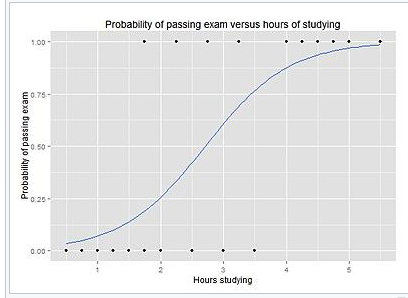 Probability of passing exam versus hours of studying
1.00
0.75
0.50
0.25
0.00
Probability of passing exam
1 2 3 4 5
Hours studying